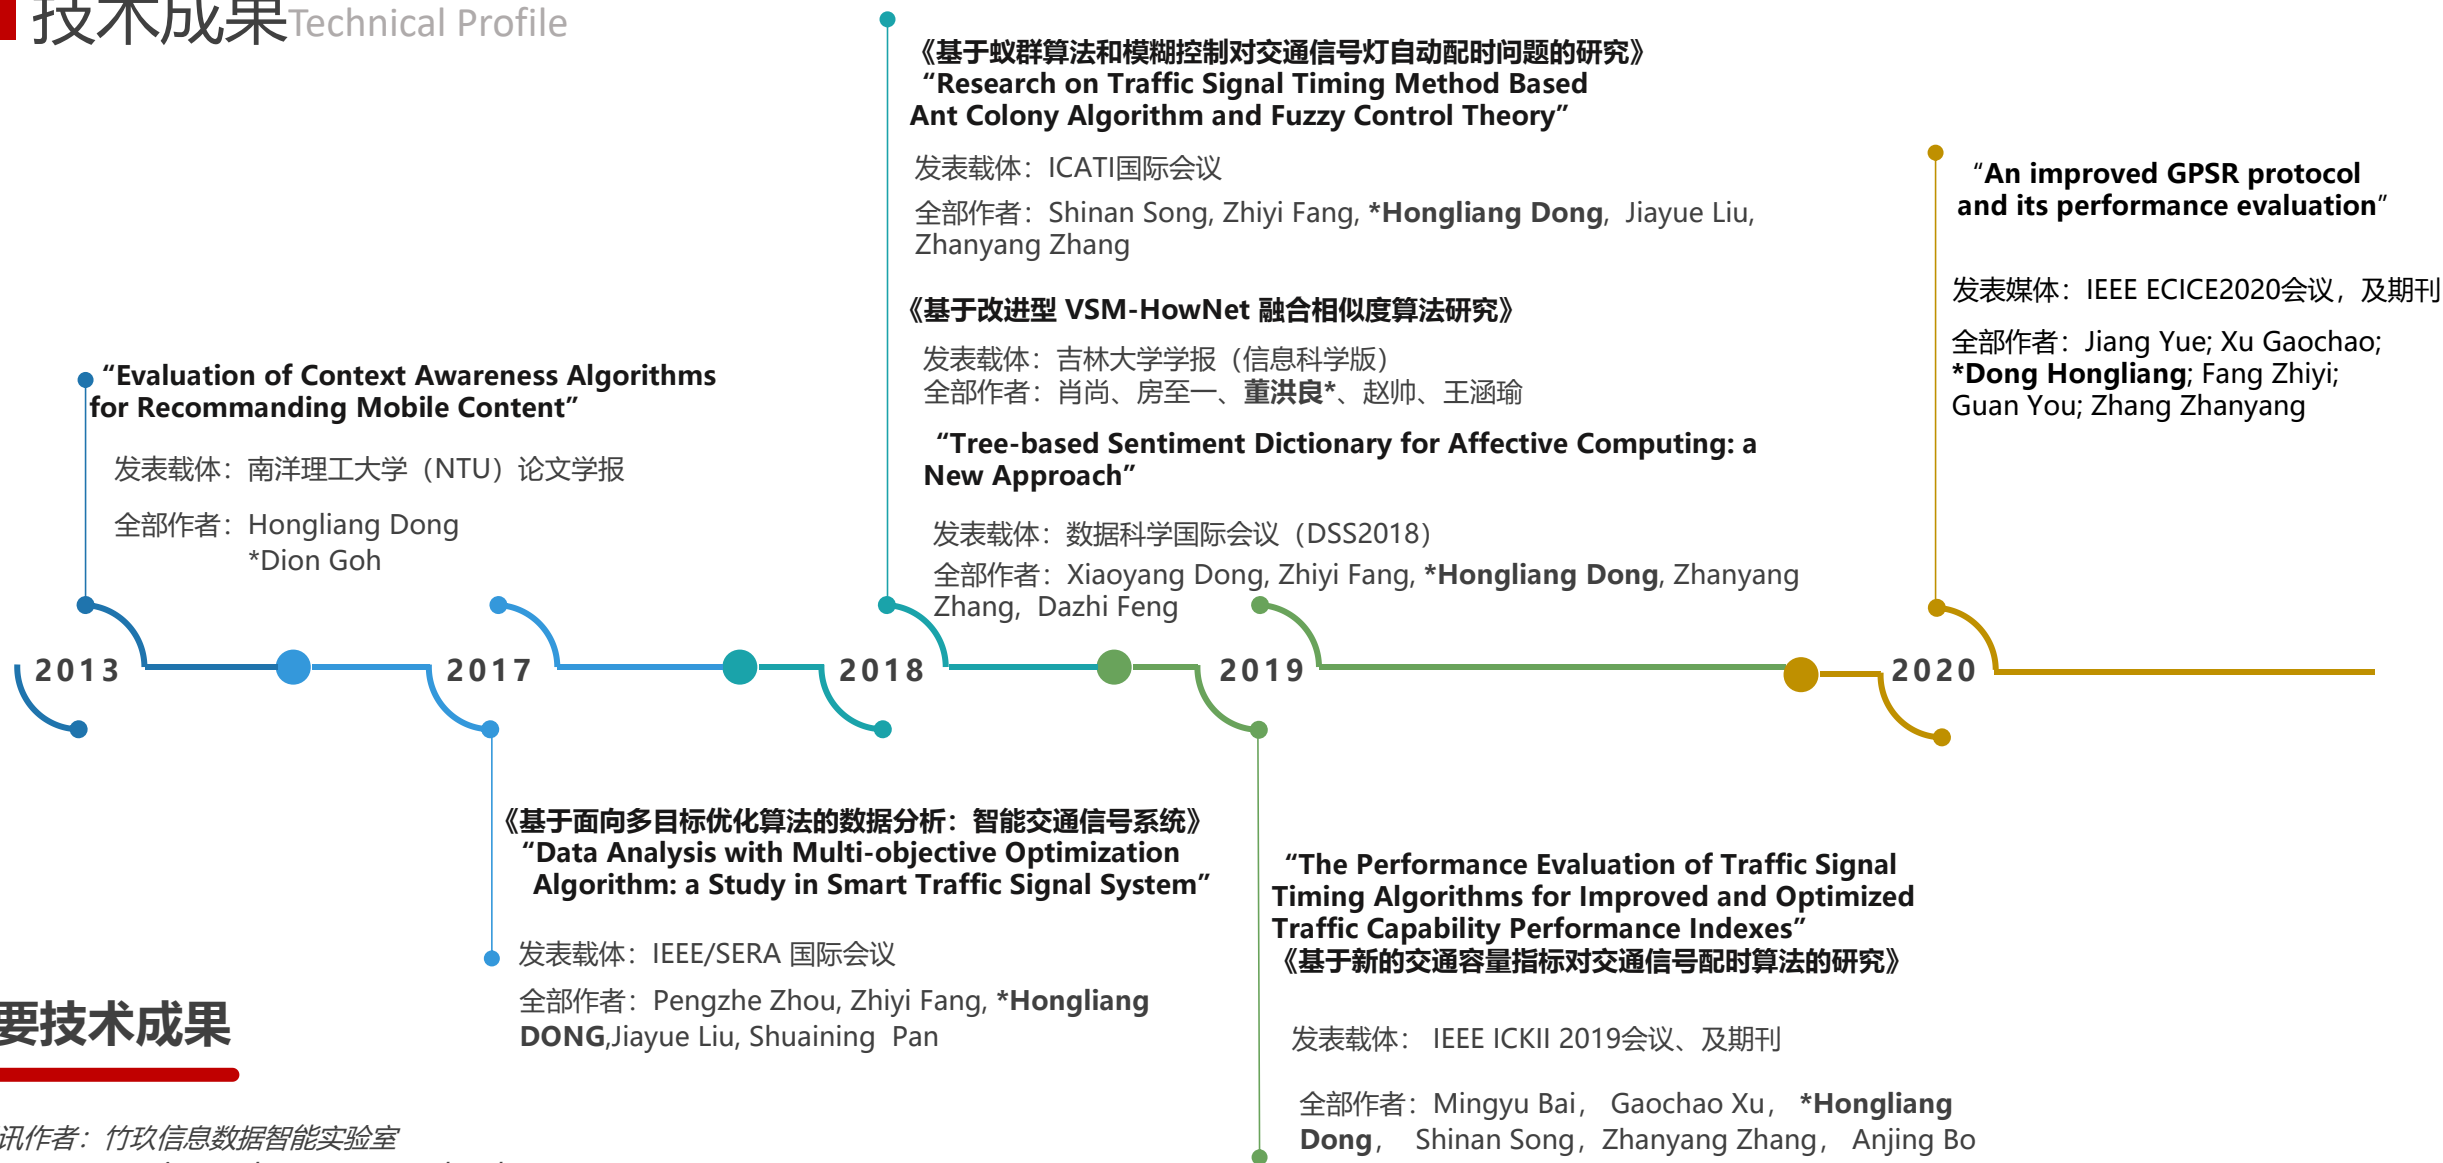 技术成果Technical Profile
《基于蚁群算法和模糊控制对交通信号灯自动配时问题的研究》
“Research on Traffic Signal Timing Method Based
Ant Colony Algorithm and Fuzzy Control Theory”
发表载体：ICATI国际会议
全部作者：Shinan Song, Zhiyi Fang, *Hongliang Dong, Jiayue Liu,
Zhanyang Zhang
《基于改进型 VSM-HowNet 融合相似度算法研究》
发表载体：吉林大学学报（信息科学版）
全部作者：肖尚、房至一、董洪良*、赵帅、王涵瑜
“Tree-based Sentiment Dictionary for Affective Computing: a
New Approach”
发表载体：数据科学国际会议（DSS2018）
全部作者：Xiaoyang Dong, Zhiyi Fang, *Hongliang Dong, Zhanyang
Zhang, Dazhi Feng
“An improved GPSR protocol
and its performance evaluation”
发表媒体：IEEE ECICE2020会议，及期刊
全部作者：Jiang Yue; Xu Gaochao;
*Dong Hongliang; Fang Zhiyi;
Guan You; Zhang Zhanyang
“Evaluation of Context Awareness Algorithms
for Recommanding Mobile Content”
发表载体：南洋理工大学（NTU）论文学报
全部作者：Hongliang Dong
*Dion Goh
2013
2017
2018
2019
2020
《基于面向多目标优化算法的数据分析：智能交通信号系统》
“Data Analysis with Multi-objective Optimization
Algorithm: a Study in Smart Traffic Signal System”
发表载体：IEEE/SERA 国际会议
全部作者：Pengzhe Zhou, Zhiyi Fang, *Hongliang
DONG,Jiayue Liu, Shuaining Pan
“The Performance Evaluation of Traffic Signal
Timing Algorithms for Improved and Optimized
Traffic Capability Performance Indexes”
《基于新的交通容量指标对交通信号配时算法的研究》
发表载体： IEEE ICKII 2019会议、及期刊
全部作者：Mingyu Bai， Gaochao Xu， *Hongliang
Dong， Shinan Song，Zhanyang Zhang， Anjing Bo
要技术成果
讯作者：竹玖信息数据智能实验室